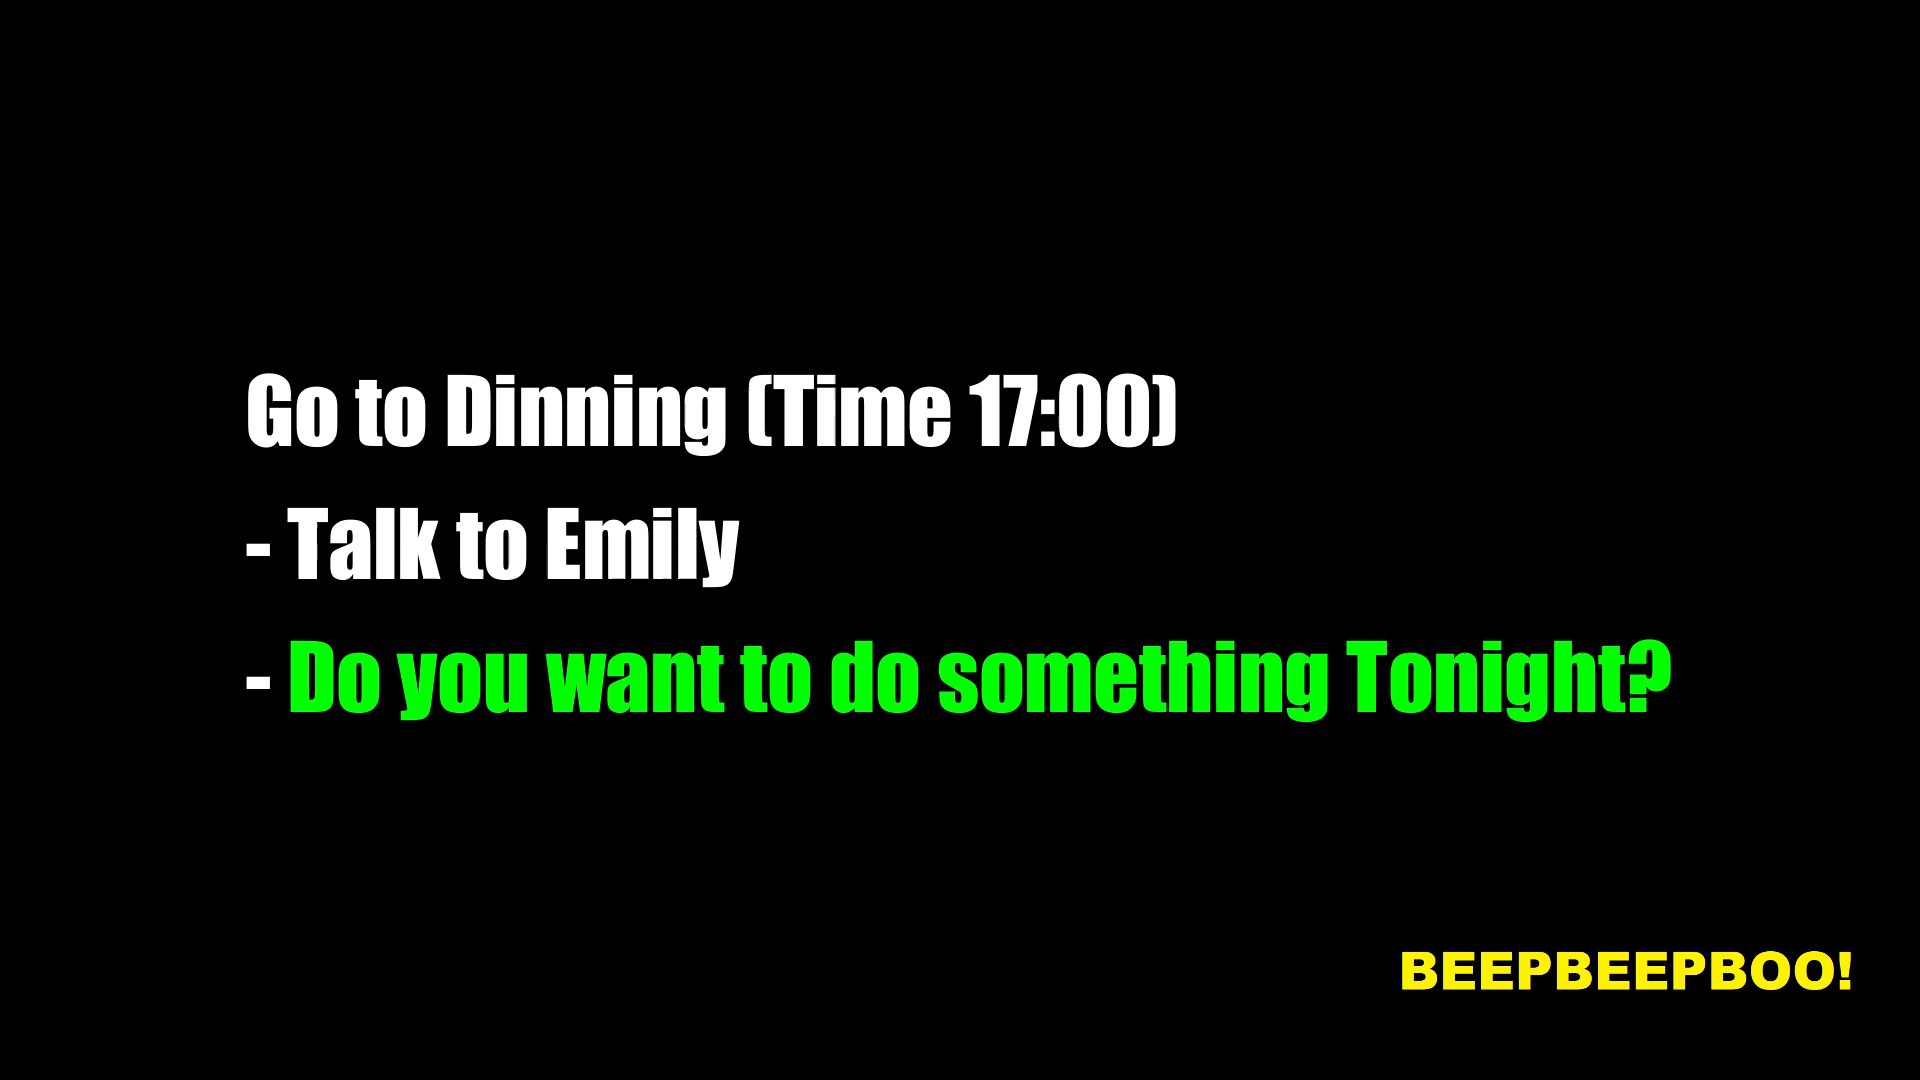 Go to Dinning (Time 17:00)
- Talk to Emily
- Do you want to do something Tonight?
BEEPBEEPBOO!